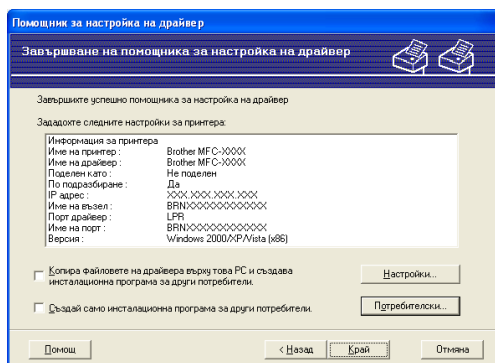 Помощник за настройка на драйвер
Завършване на помощника за настройка на драйвер
Завършихте успешно помощника за настройка на драйвер
Зададохте следните настройки за принтера:
Информация за принтера
Име на принтер : Brother MFC-XXXX
Име на драйвер : Brother MFC-XXXX
Поделен като : Не поделен
По подразбиране : Да
IP адрес : XXX.XXX.XXX.XXX
Име на възел : BRNXXXXXXXXXXXX
Порт драйвер : LPR
Име на порт : BRNXXXXXXXXXXXX
Версия : Windows 2000/XP/Vista (x86)
Копира файловете на драйвера върху това PC и създава
инсталационна програма за други потребители.
Настройки...
Създай само инсталационна програма за други потребители.
Потребителски...
Помощ
< Назад
Край
Отмяна